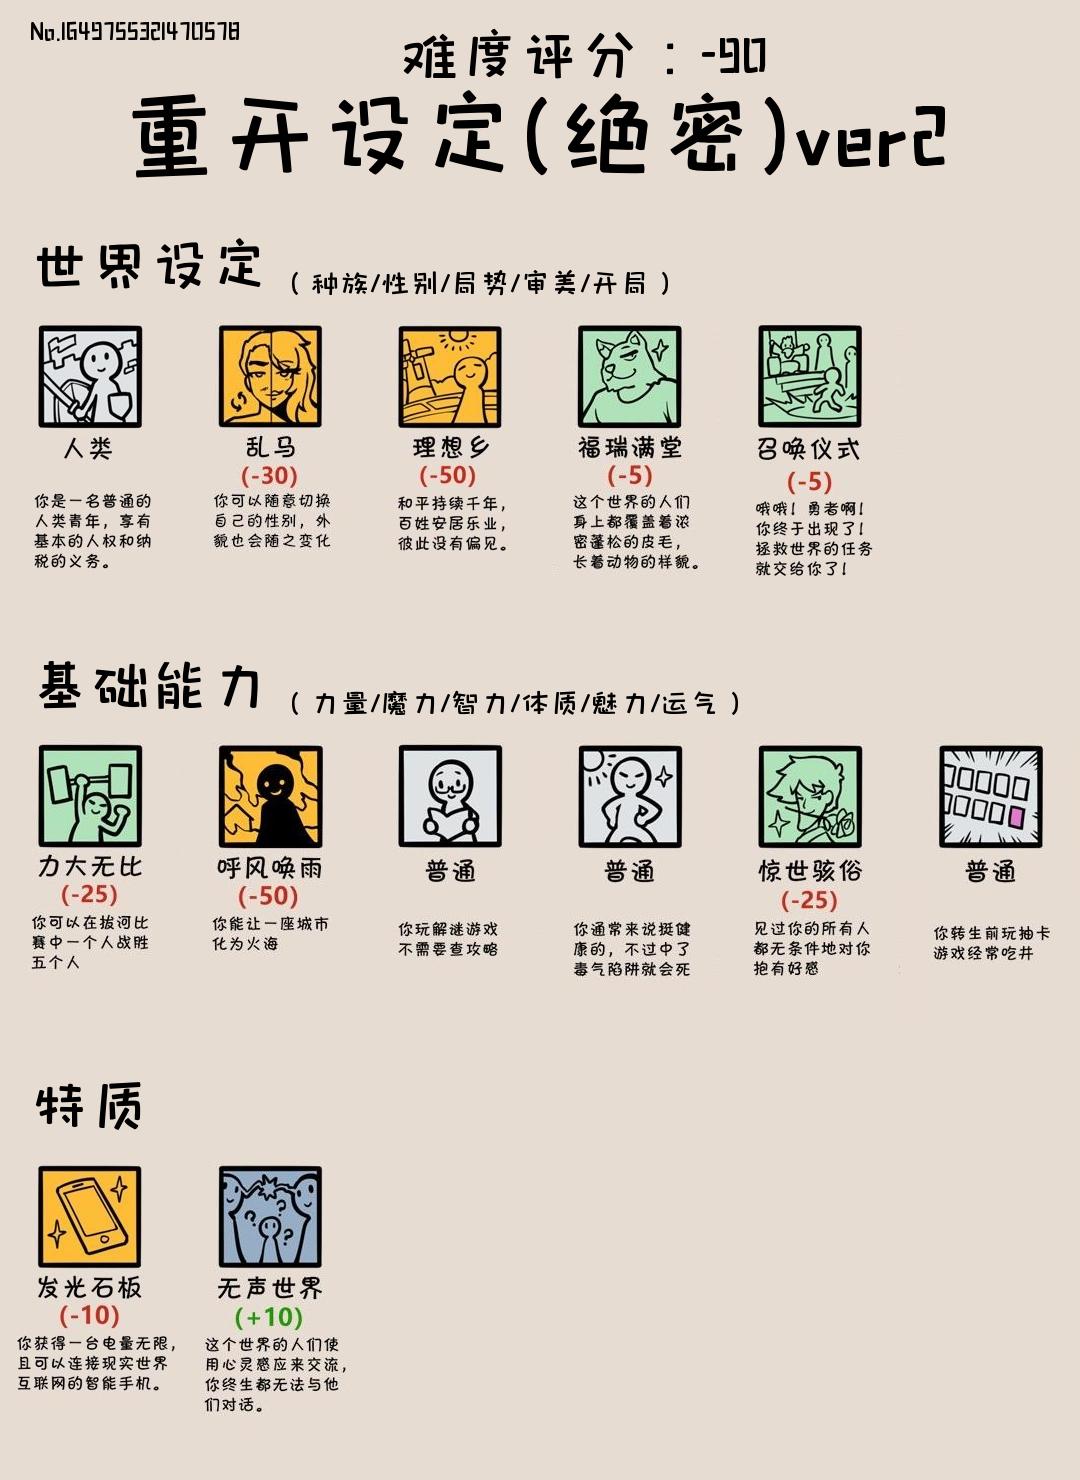 No.1649755321470578
难度评分：-90
重开设定(绝密)ver2
世界设定 (种族/性别/局势/审美/开局)
人类
你是一名普通的
人类青年，享有
基本的人权和纳
税的义务。
乱马
(-30)
你可以随意切换
自己的性别，外
貌也会随之变化
理想乡
(-50)
和平持续千年，
百姓安居乐业，
彼此没有偏见。
福瑞满堂
(-5)
这个世界的人们
身上都覆盖着浓
密蓬松的皮毛，
长着动物的样貌。
召唤仪式
(-5)
哦哦！勇者啊！
你终于出现了！
拯救世界的任务
就交给你了！
基础能力 (力量/魔力/智力/体质/魅力/运气)
力大无比
(-25)
你可以在拔河比
赛中一个人战胜
五个人
呼风唤雨
(-50)
你能让一座城市
化为火海
普通
你玩解谜游戏
不需要查攻略
普通
你通常来说挺健
康的，不过中了
毒气陷阱就会死
惊世骇俗
(-25)
见过你的所有人
都无条件地对你
抱有好感
普通
你转生前玩抽卡
游戏经常吃井
特质
发光石板
(-10)
你获得一台电量无限，
且可以连接现实世界
互联网的智能手机。
无声世界
(+10)
这个世界的人们使
用心灵感应来交流，
你终生都无法与他
们对话。